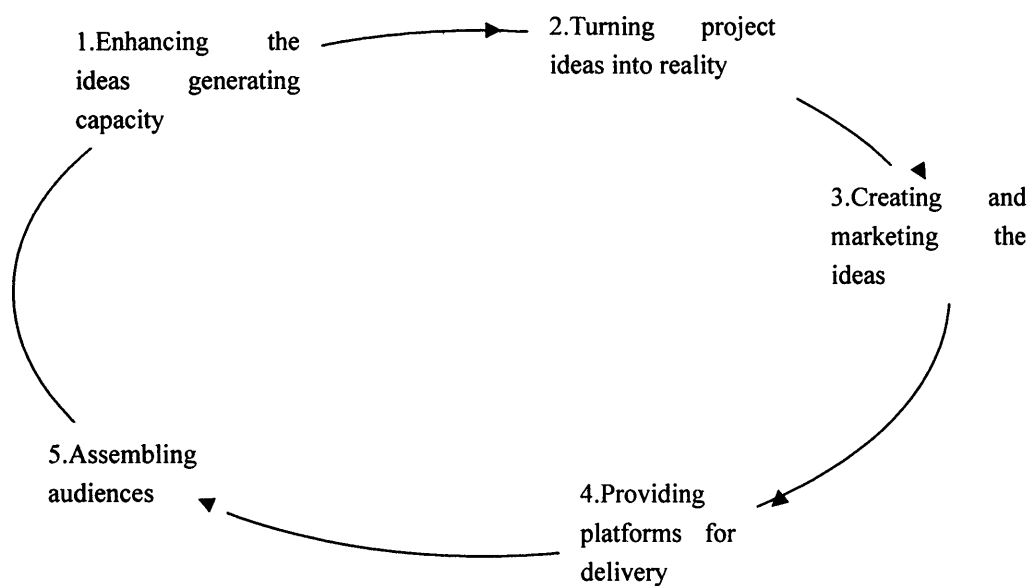 1.Enhancing the
ideas generating
capacity
2.Turning project
ideas into reality
3.Creating and
marketing the
ideas
4.Providing
platforms for
delivery
5.Assembling
audiences